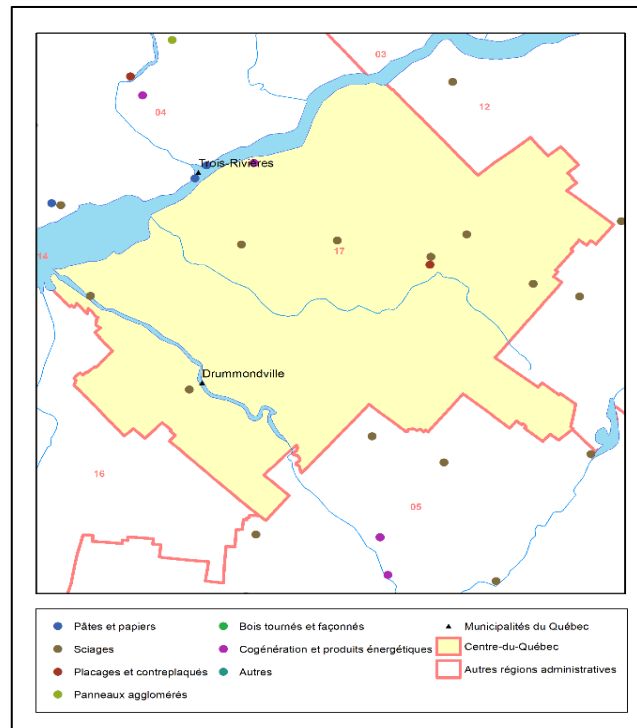 03
12
04
Trois-Rivières
17
14
Drummondville
16
05
Pâtes et papiers
Sciages
Placages et contreplaqués
Panneaux agglomérés
Bois tournés et façonnés
Cogénération et produits énergétiques
Autres
Municipalités du Québec
Centre-du-Québec
Autres régions administratives